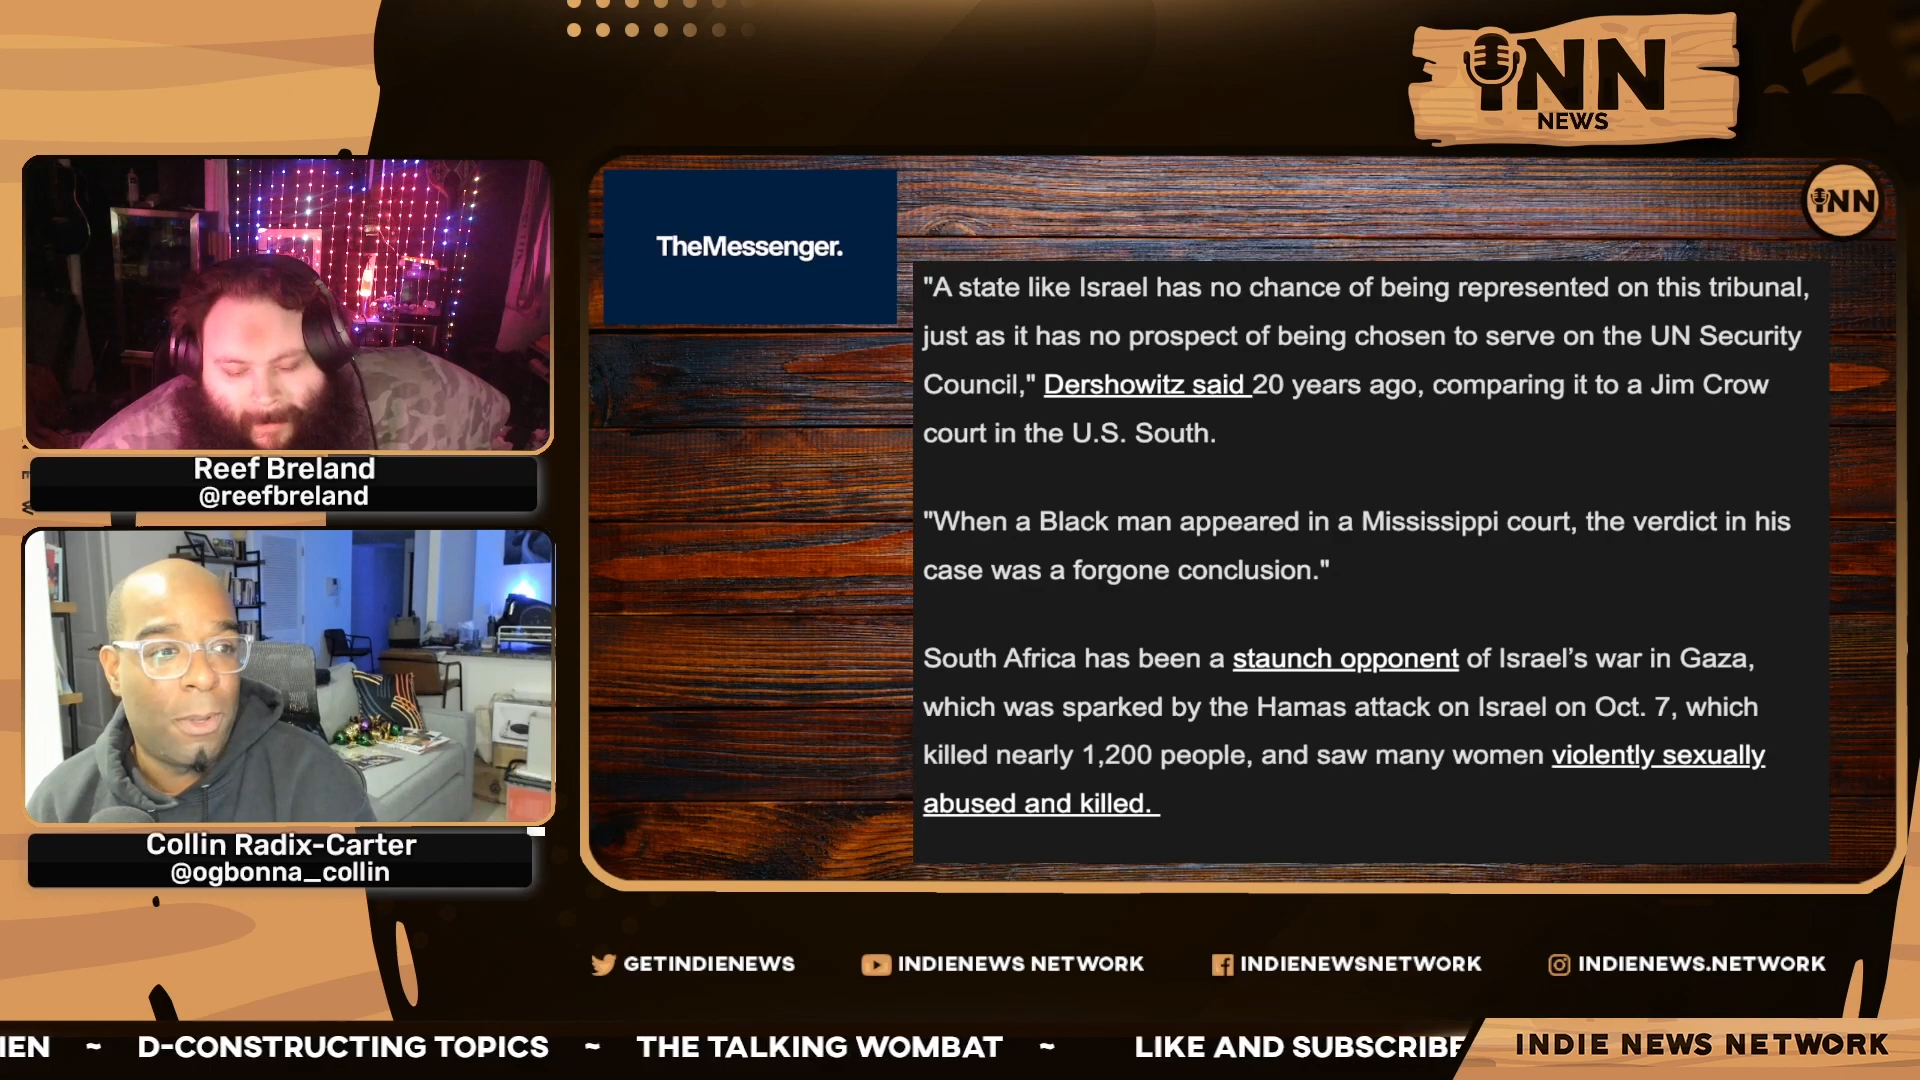 iNN
NEWS
iNN
TheMessenger.
"A state like Israel has no chance of being represented on this tribunal,
just as it has no prospect of being chosen to serve on the UN Security
Council," Dershowitz said 20 years ago, comparing it to a Jim Crow
court in the U.S. South.
"When a Black man appeared in a Mississippi court, the verdict in his
case was a forgone conclusion."
South Africa has been a staunch opponent of Israel’s war in Gaza,
which was sparked by the Hamas attack on Israel on Oct. 7, which
killed nearly 1,200 people, and saw many women violently sexually
abused and killed.
Reef Breland
@reefbreland
Collin Radix-Carter
@ogbonna_collin
GETINDIENEWS
INDIENEWS NETWORK
INDIENEWSNETWORK
INDIENEWS.NETWORK
IEN ~ D-CONSTRUCTING TOPICS ~ THE TALKING WOMBAT ~ LIKE AND SUBSCRIBE
INDIE NEWS NETWORK